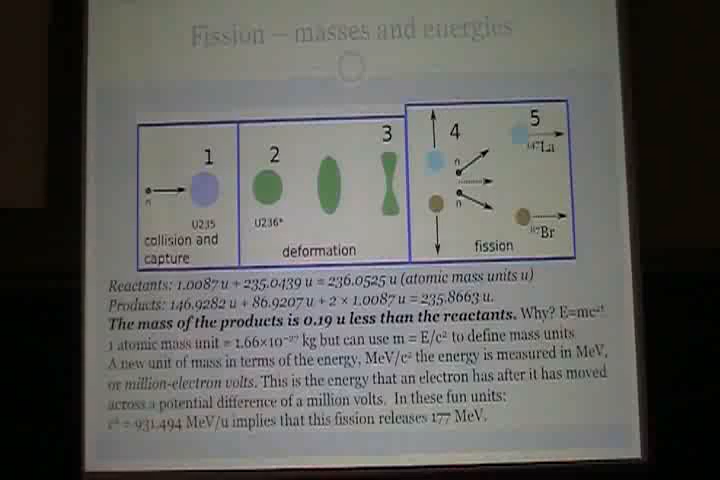 Fission – masses and energies
1
2
3
4
5
n
n
n
¹⁴⁷La
⁸⁷Br
U235
U236*
collision and
capture
deformation
fission
Reactants: 1.0087 u + 235.0439 u = 236.0525 u (atomic mass units u)
Products: 146.9282 u + 86.9207 u + 2 × 1.0087 u = 235.8663 u.
The mass of the products is 0.19 u less than the reactants. Why? E=mc²!
1 atomic mass unit = 1.66×10⁻²⁷ kg but can use m = E/c² to define mass units
A new unit of mass in terms of the energy, MeV/c² the energy is measured in MeV,
or million-electron volts. This is the energy that an electron has after it has moved
across a potential difference of a million volts. In these fun units:
c² = 931.494 MeV/u implies that this fission releases 177 MeV.